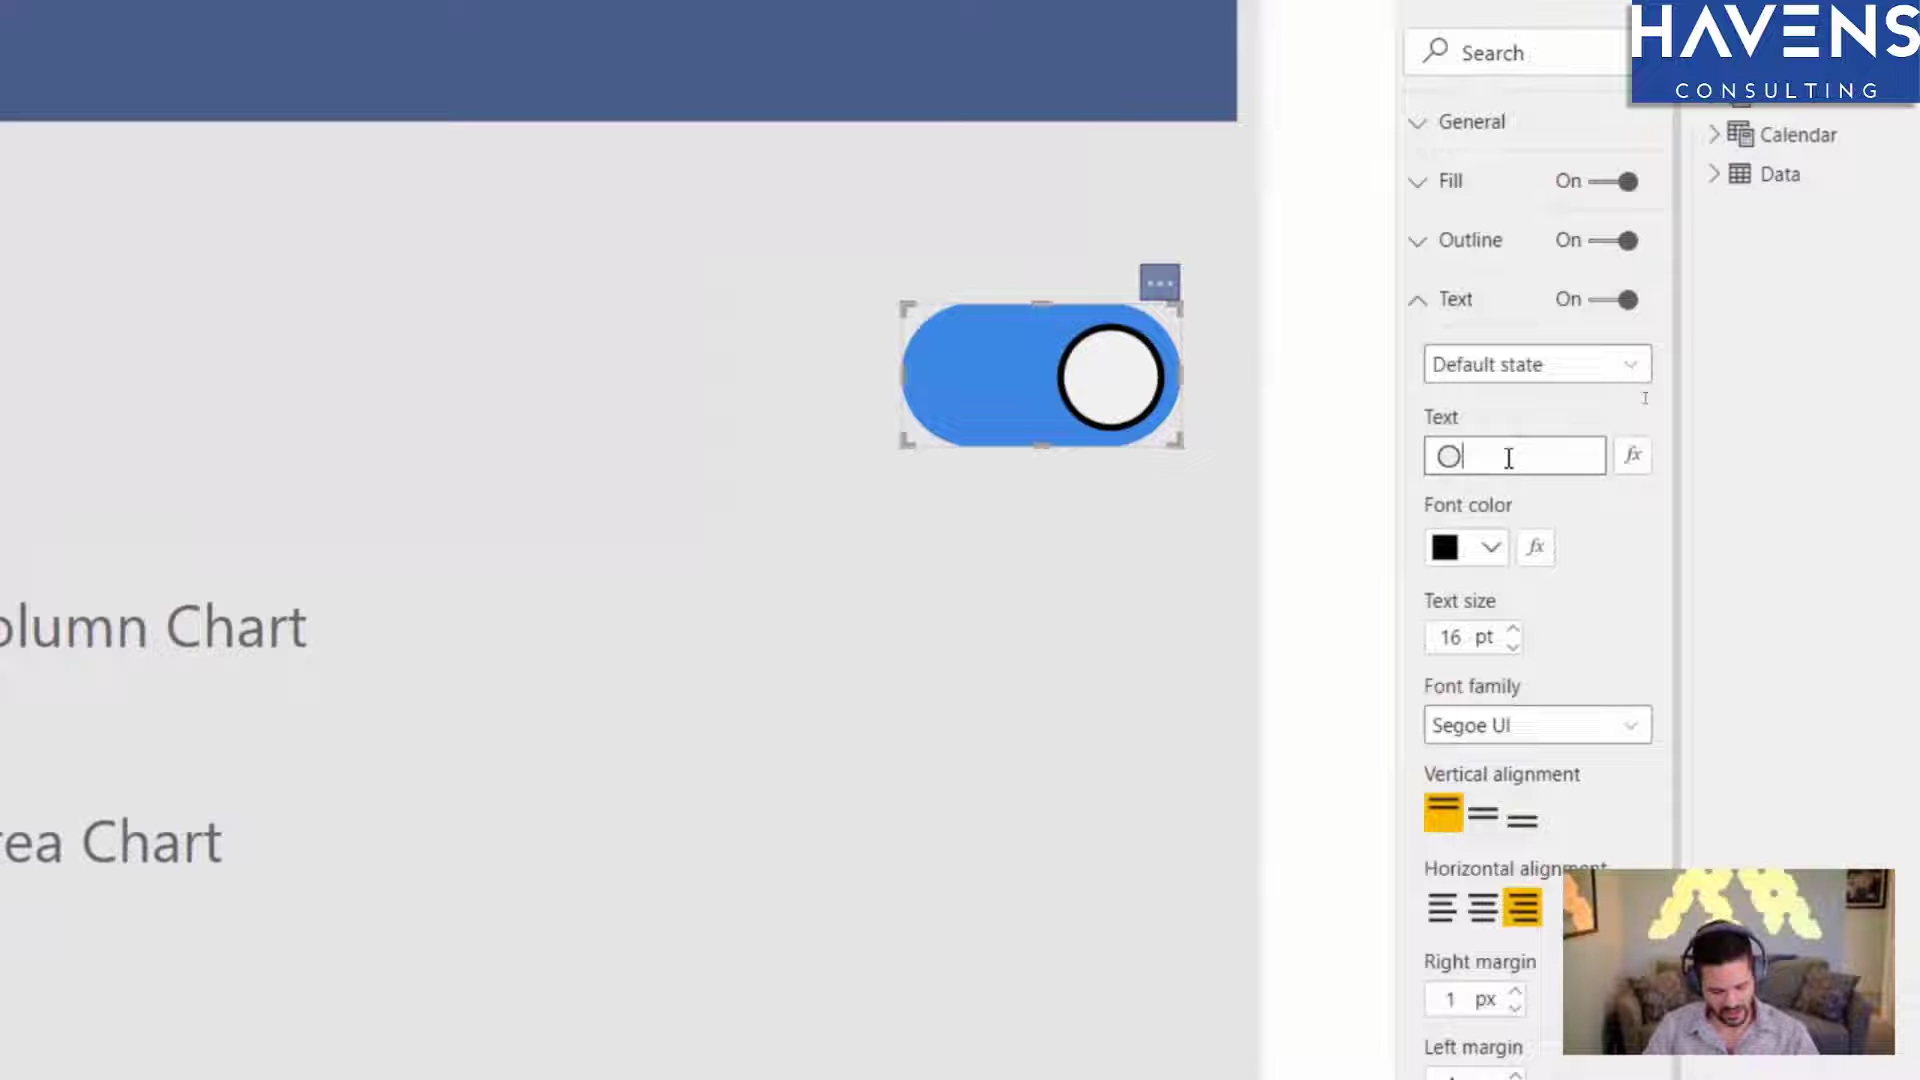 HAVENS
CONSULTING
Search
General
Calendar
Fill
On
Data
Outline
On
Text
On
Default state
Text
fx
Font color
fx
Text size
16 pt
olumn Chart
Font family
Segoe UI
Vertical alignment
rea Chart
Horizontal alignment
Right margin
1 px
Left margin